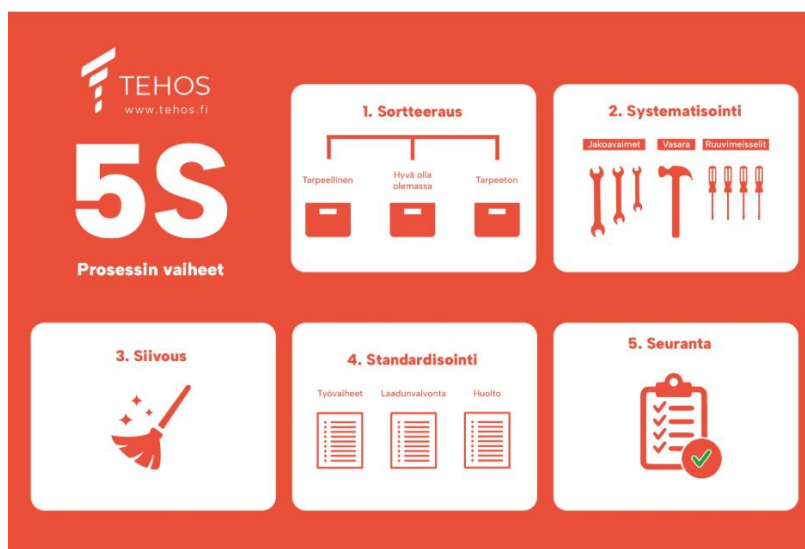 TEHOS
www.tehos.fi
5S
Prosessin vaiheet
1. Sortteeraus
Tarpeellinen
Hyvä olla
olemassa
Tarpeeton
2. Systematisointi
Jakoavaimet
Vasara
Ruuvimeisselit
3. Siivous
4. Standardisointi
Työvaiheet
Laadunvalvonta
Huolto
5. Seuranta